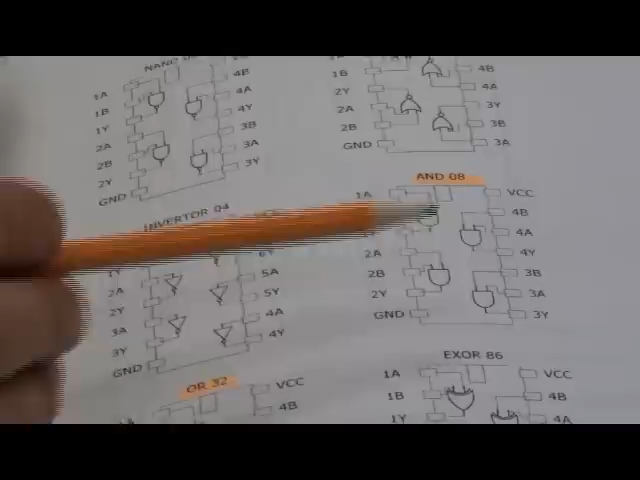 NAND
1A
1B
1Y
2A
2B
2Y
GND
4B
4A
4Y
3B
3A
3Y
1B
2Y
2A
2B
GND
4B
4A
3Y
3B
3A
INVERTOR 04
1Y
2A
2Y
3A
3Y
GND
6Y
5A
5Y
4A
4Y
AND 08
1A
2A
2B
2Y
GND
VCC
4B
4A
4Y
3B
3A
3Y
OR 32
VCC
4B
EXOR 86
1A
1B
1Y
VCC
4B
4A